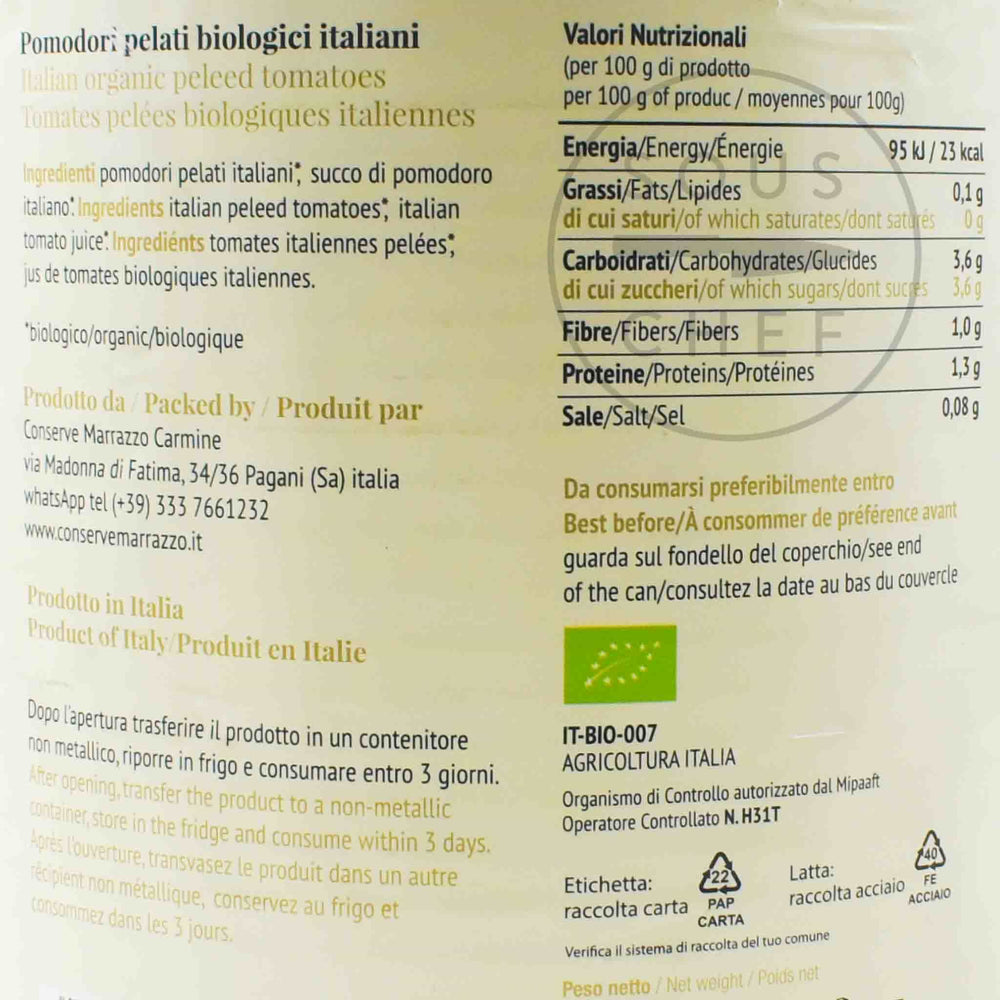 Pomodori pelati biologici italiani
Italian organic peleed tomatoes
Tomates pelées biologiques italiennes
Ingredienti pomodori pelati italiani*, succo di pomodoro
italiano*. Ingredients italian peleed tomatoes*, italian
tomato juice*. Ingrediénts tomates italiennes pelées*,
jus de tomates biologiques italiennes.
*biologico/organic/biologique
Prodotto da / Packed by / Produit par
Conserve Marrazzo Carmine
via Madonna di Fatima, 34/36 Pagani (Sa) italia
whatsApp tel (+39) 333 7661232
www.conservemarrazzo.it
Prodotto in Italia
Product of Italy/Produit en Italie
Dopo l'apertura trasferire il prodotto in un contenitore
non metallico, riporre in frigo e consumare entro 3 giorni.
After opening, transfer the product to a non-metallic
container, store in the fridge and consume within 3 days.
Après l'ouverture, transvasez le produit dans un autre
récipient non métallique, conservez au frigo et
consommez dans les 3 jours.
Valori Nutrizionali
(per 100 g di prodotto
per 100 g of produc / moyennes pour 100g)
Energia/Energy/Énergie 95 kJ / 23 kcal
Grassi/Fats/Lipides 0,1 g
di cui saturi/of which saturates/dont saturés 0 g
Carboidrati/Carbohydrates/Glucides 3,6 g
di cui zuccheri/of which sugars/dont sucres 3,6 g
Fibre/Fibers/Fibers 1,0 g
Proteine/Proteins/Protéines 1,3 g
Sale/Salt/Sel 0,08 g
SOUS
CHEF
Da consumarsi preferibilmente entro
Best before/À consommer de préférence avant
guarda sul fondello del coperchio/see end
of the can/consultez la date au bas du couvercle
IT-BIO-007
AGRICOLTURA ITALIA
Organismo di Controllo autorizzato dal Mipaaft
Operatore Controllato N. H31T
Etichetta:
raccolta carta
22
PAP
CARTA
Latta:
raccolta acciaio
40
FE
ACCIAIO
Verifica il sistema di raccolta del tuo comune
Peso netto / Net weight / Poids net